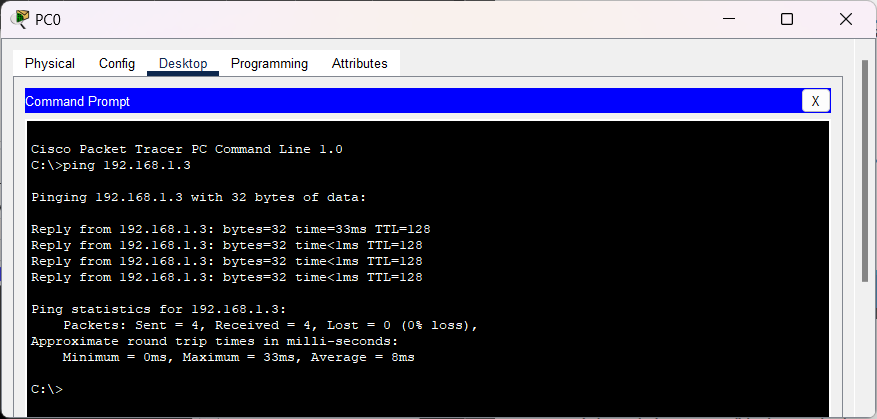 PC0
Physical Config Desktop Programming Attributes
Command Prompt X
Cisco Packet Tracer PC Command Line 1.0
C:\>ping 192.168.1.3
Pinging 192.168.1.3 with 32 bytes of data:
Reply from 192.168.1.3: bytes=32 time=33ms TTL=128
Reply from 192.168.1.3: bytes=32 time<1ms TTL=128
Reply from 192.168.1.3: bytes=32 time<1ms TTL=128
Reply from 192.168.1.3: bytes=32 time<1ms TTL=128
Ping statistics for 192.168.1.3:
Packets: Sent = 4, Received = 4, Lost = 0 (0% loss),
Approximate round trip times in milli-seconds:
Minimum = 0ms, Maximum = 33ms, Average = 8ms
C:\>